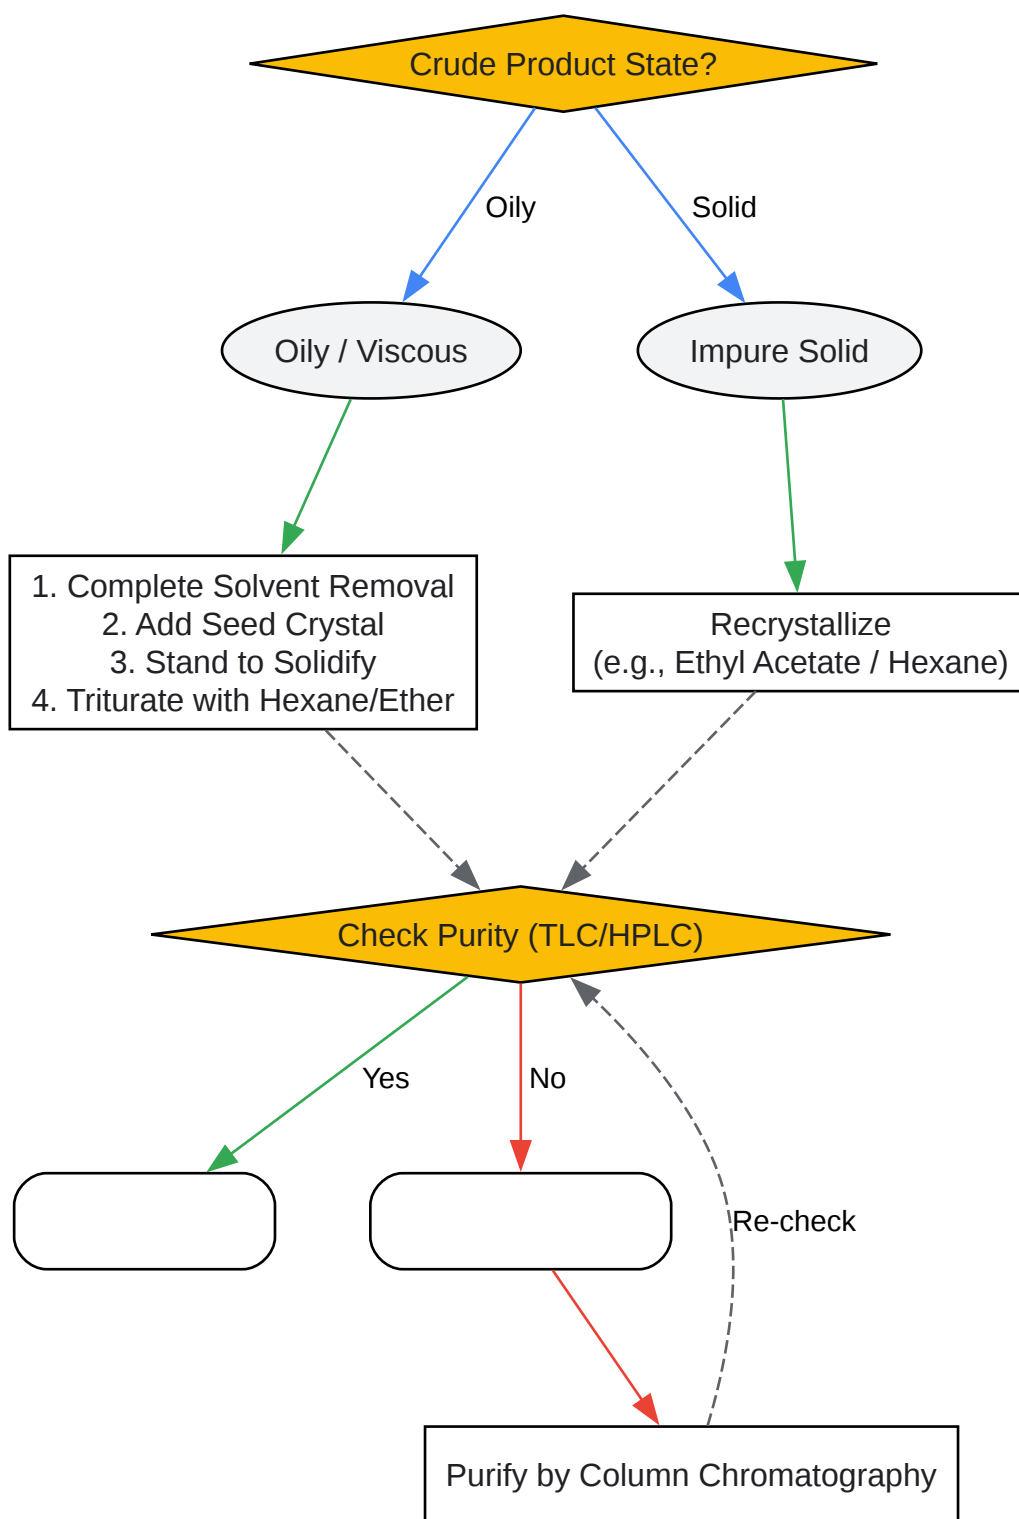 Crude Product State?
Oily
Solid
Oily / Viscous
Impure Solid
1. Complete Solvent Removal
2. Add Seed Crystal
3. Stand to Solidify
4. Triturate with Hexane/Ether
Recrystallize
(e.g., Ethyl Acetate / Hexane)
Check Purity (TLC/HPLC)
Yes
No
Re-check
Purify by Column Chromatography